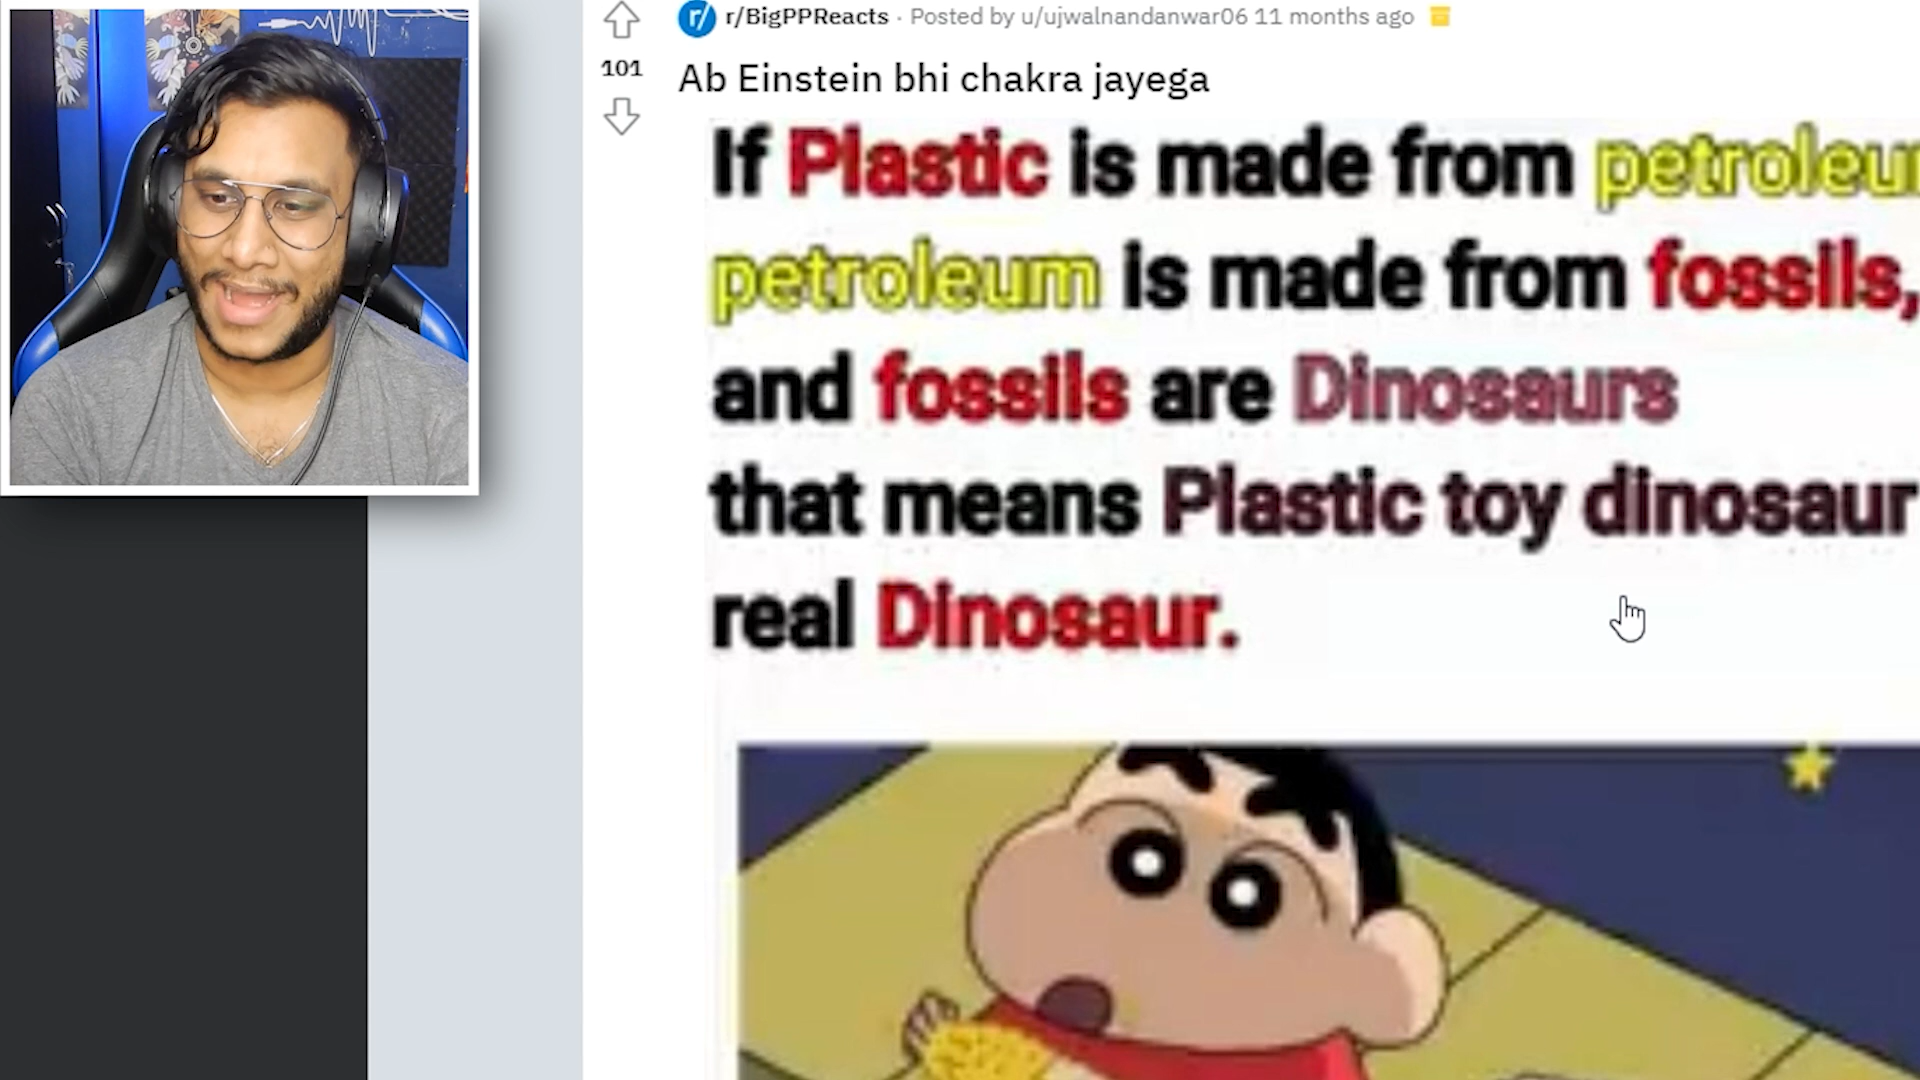 r/ r/BigPPReacts · Posted by u/ujwalnandanwar06 11 months ago
101
Ab Einstein bhi chakra jayega
If Plastic is made from
petroleum is made from fossils,
and fossils are Dinosaurs
that means Plastic toy dinosaur
real Dinosaur.